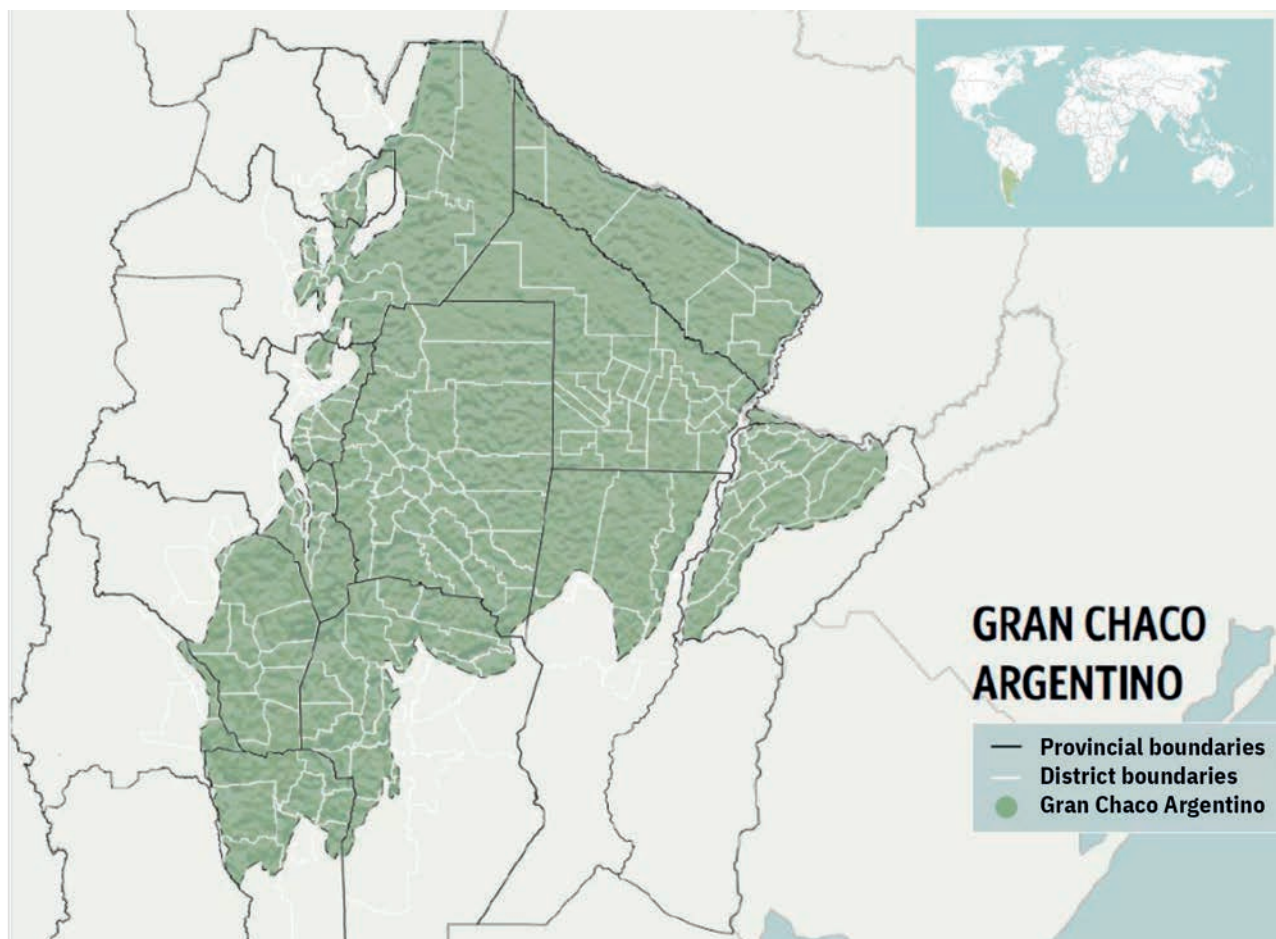 GRAN CHACO
ARGENTINO
Provincial boundaries
District boundaries
Gran Chaco Argentino